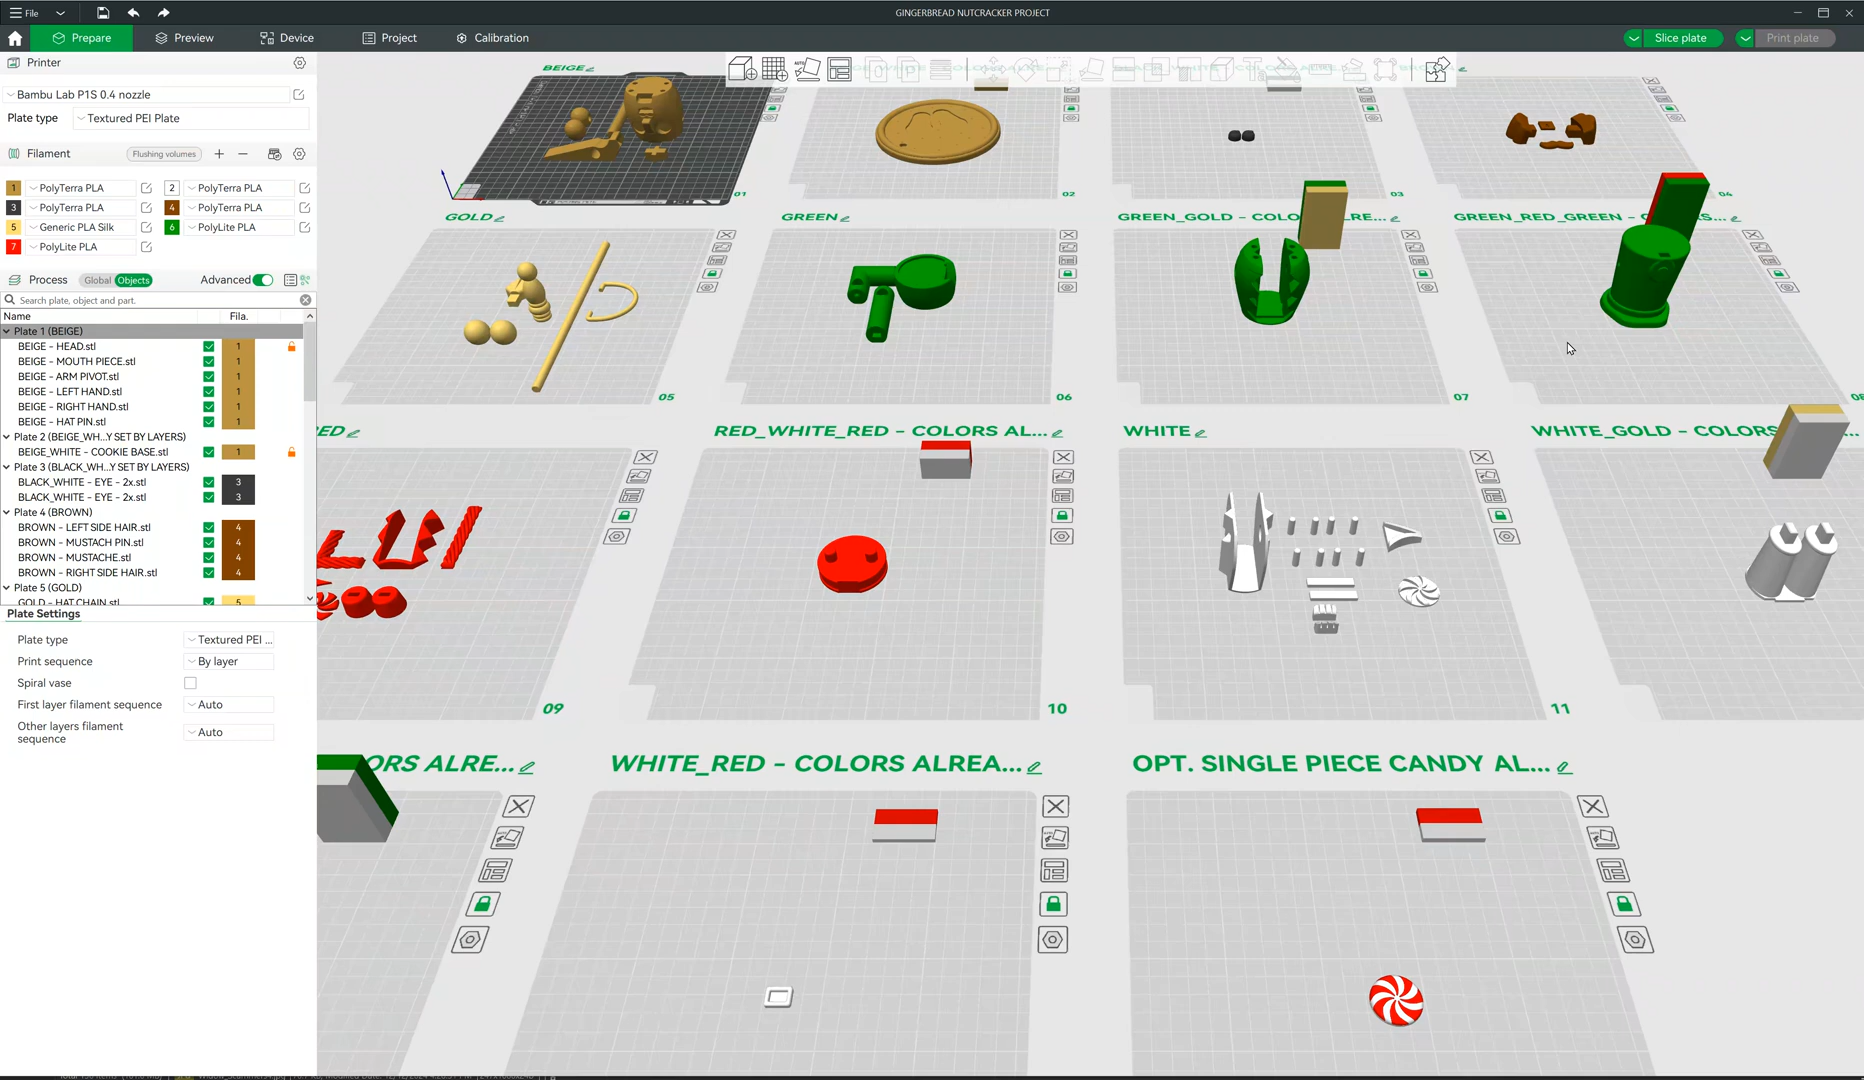 File
GINGERBREAD NUTCRACKER PROJECT
Prepare
Preview
Device
Project
Calibration
Slice plate
Print plate
Printer
Bambu Lab P1S 0.4 nozzle
Plate type
Textured PEI Plate
Filament
Flushing volumes
1 PolyTerra PLA
2 PolyTerra PLA
3 PolyTerra PLA
4 PolyTerra PLA
5 Generic PLA Silk
6 PolyLite PLA
7 PolyLite PLA
Process
Global
Objects
Advanced
Search plate, object and part.
Name
Fila.
Plate 1 (BEIGE)
BEIGE - HEAD.stl 1
BEIGE - MOUTH PIECE.stl 1
BEIGE - ARM PIVOT.stl 1
BEIGE - LEFT HAND.stl 1
BEIGE - RIGHT HAND.stl 1
BEIGE - HAT PIN.stl 1
Plate 2 (BEIGE_WH...Y SET BY LAYERS)
BEIGE_WHITE - COOKIE BASE.stl 1
Plate 3 (BLACK_WH...Y SET BY LAYERS)
BLACK_WHITE - EYE - 2x.stl 3
BLACK_WHITE - EYE - 2x.stl 3
Plate 4 (BROWN)
BROWN - LEFT SIDE HAIR.stl 4
BROWN - MUSTACH PIN.stl 4
BROWN - MUSTACHE.stl 4
BROWN - RIGHT SIDE HAIR.stl 4
Plate 5 (GOLD)
GOLD - HAT CHAIN.stl 5
Plate Settings
Plate type
Textured PEI ...
Print sequence
By layer
Spiral vase
First layer filament sequence
Auto
Other layers filament
sequence
Auto
BEIGE
01
02
03
04
GOLD
GREEN
GREEN_GOLD - COLO
RE...
GREEN_RED_GREEN - C
S...
05
06
07
08
RED
RED_WHITE_RED - COLORS AL...
WHITE
WHITE_GOLD - COLORS
09
10
11
ORS ALRE...
WHITE_RED - COLORS ALREA...
OPT. SINGLE PIECE CANDY AL...